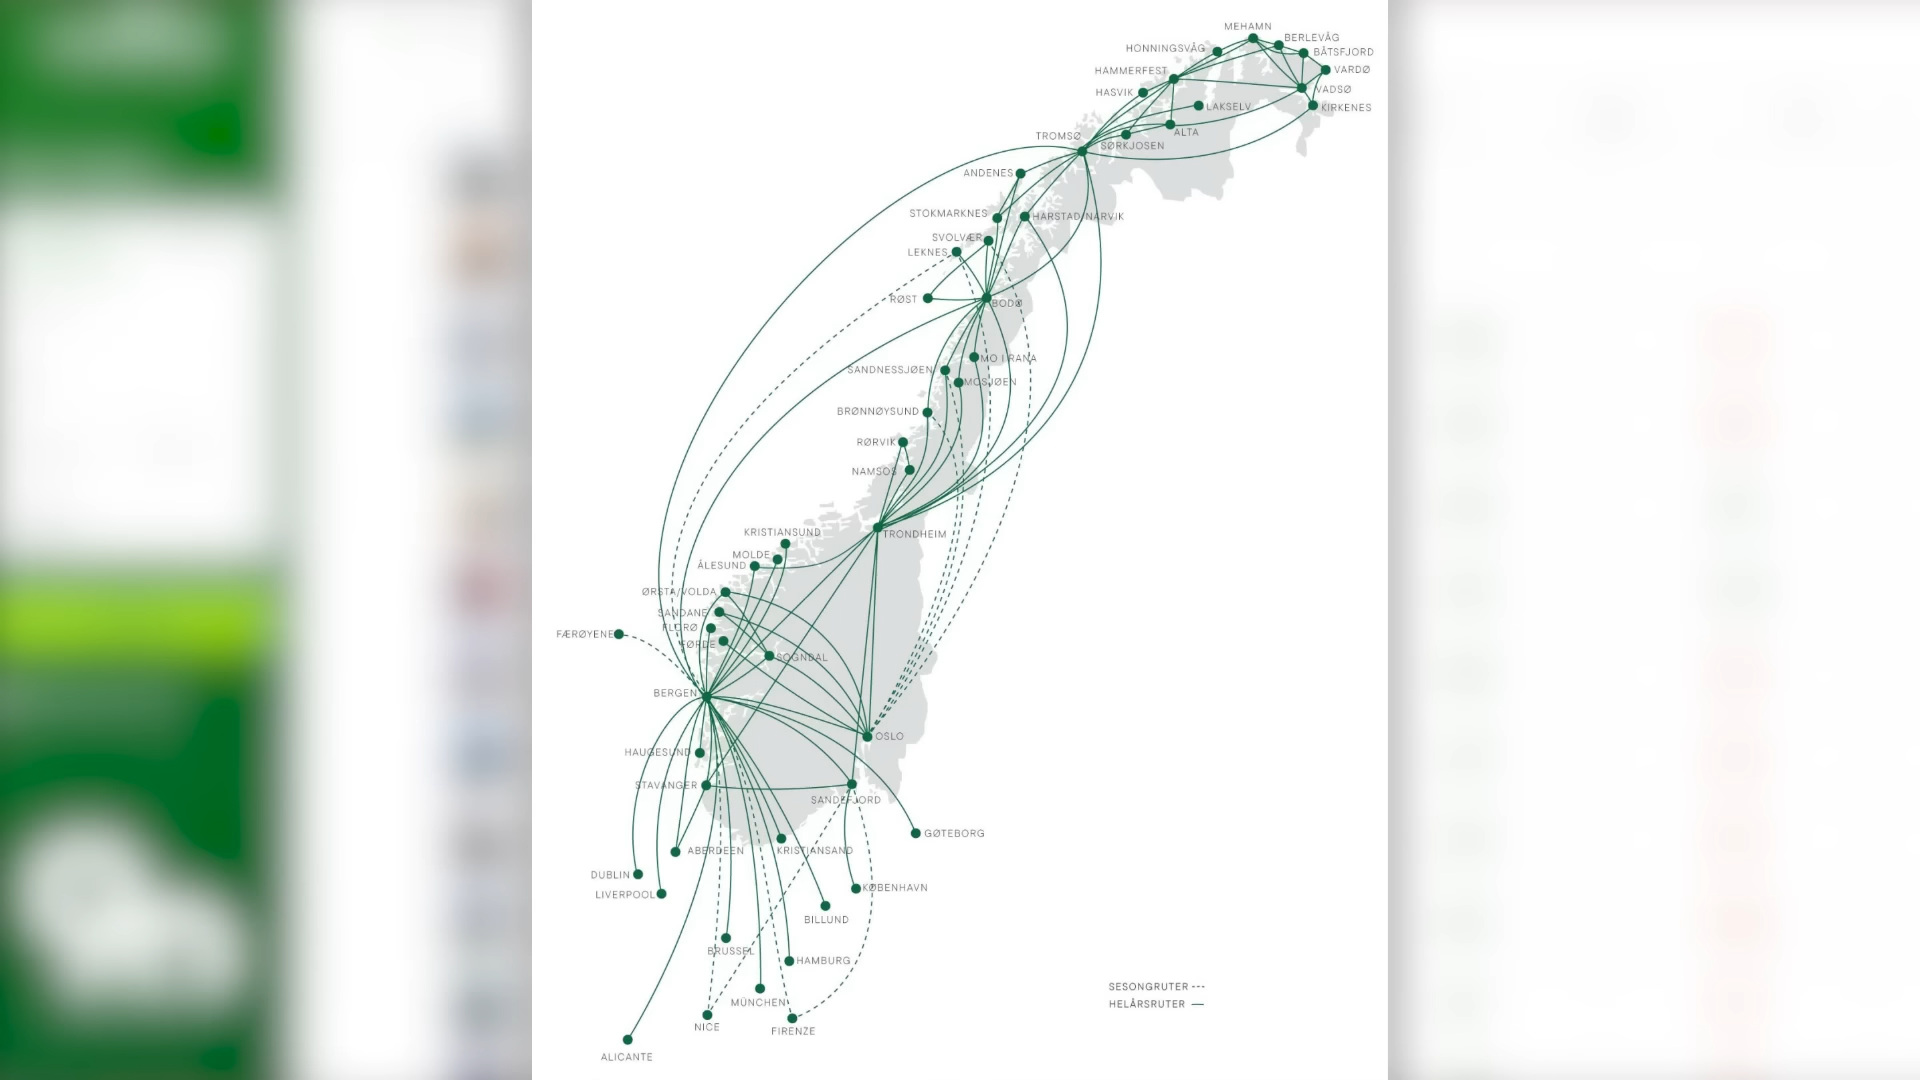 MEHAMN
BERLEVÅG
HONNINGSVÅG
BÅTSFJORD
HAMMERFEST
VARDØ
HASVIK
VADSØ
LAKSELV
KIRKENES
ALTA
TROMSØ
SØRKJOSEN
ANDENES
STOKMARKNES
HARSTAD/NARVIK
SVOLVÆR
LEKNES
RØST
BODØ
MO I RANA
SANDNESSJØEN
MOSJØEN
BRØNNØYSUND
RØRVIK
NAMSOS
KRISTIANSUND
TRONDHEIM
MOLDE
ÅLESUND
ØRSTA/VOLDA
SANDANE
FLORØ
FÆRØYENE
FØRDE
SOGNDAL
BERGEN
OSLO
HAUGESUND
STAVANGER
SANDEFJORD
GØTEBORG
ABERDEEN
KRISTIANSAND
DUBLIN
KØBENHAVN
LIVERPOOL
BILLUND
BRUSSEL
HAMBURG
SESONGRUTER ---
MÜNCHEN
HELÅRSRUTER —
NICE
FIRENZE
ALICANTE